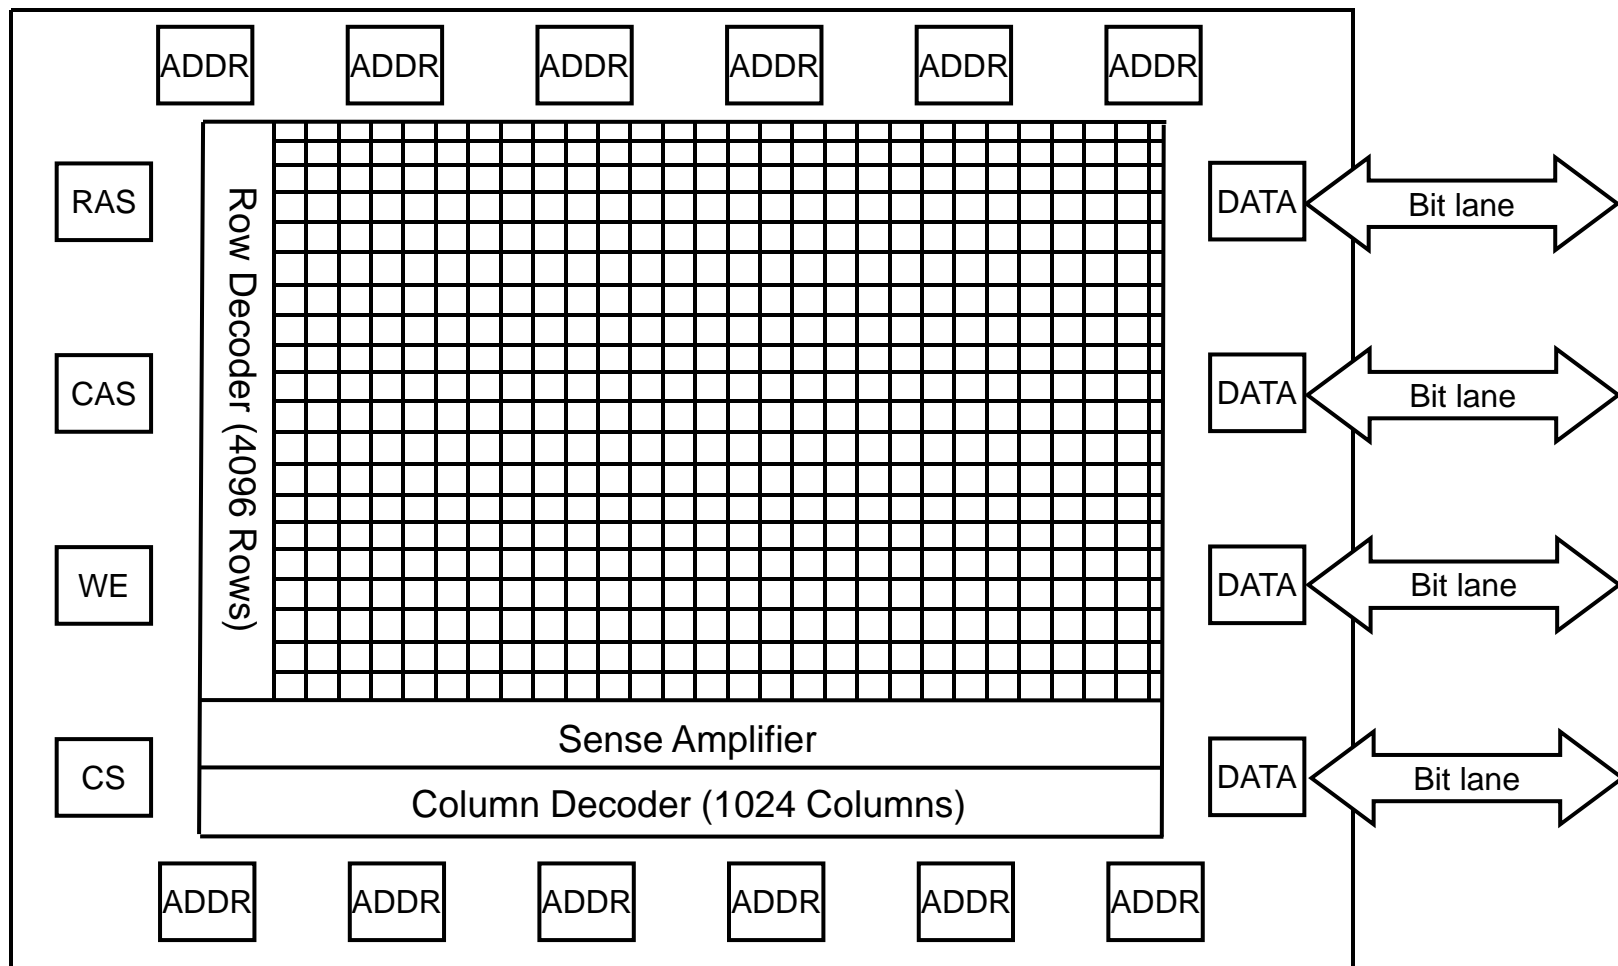 ADDR ADDR ADDR ADDR ADDR ADDR
RAS
DATA
Bit lane
Row Decoder (4096 Rows)
CAS
DATA
Bit lane
WE
DATA
Bit lane
Sense Amplifier
CS
DATA
Bit lane
Column Decoder (1024 Columns)
ADDR ADDR ADDR ADDR ADDR ADDR